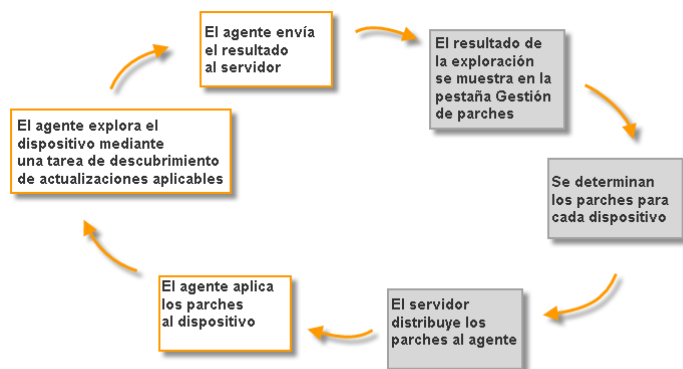 El agente envía
el resultado
al servidor
El resultado de
la exploración
se muestra en la
pestaña Gestión
de parches
Se determinan
los parches para
cada dispositivo
El servidor
distribuye los
parches al agente
El agente aplica
los parches
al dispositivo
El agente explora el
dispositivo mediante
una tarea de descubrimiento
de actualizaciones aplicables